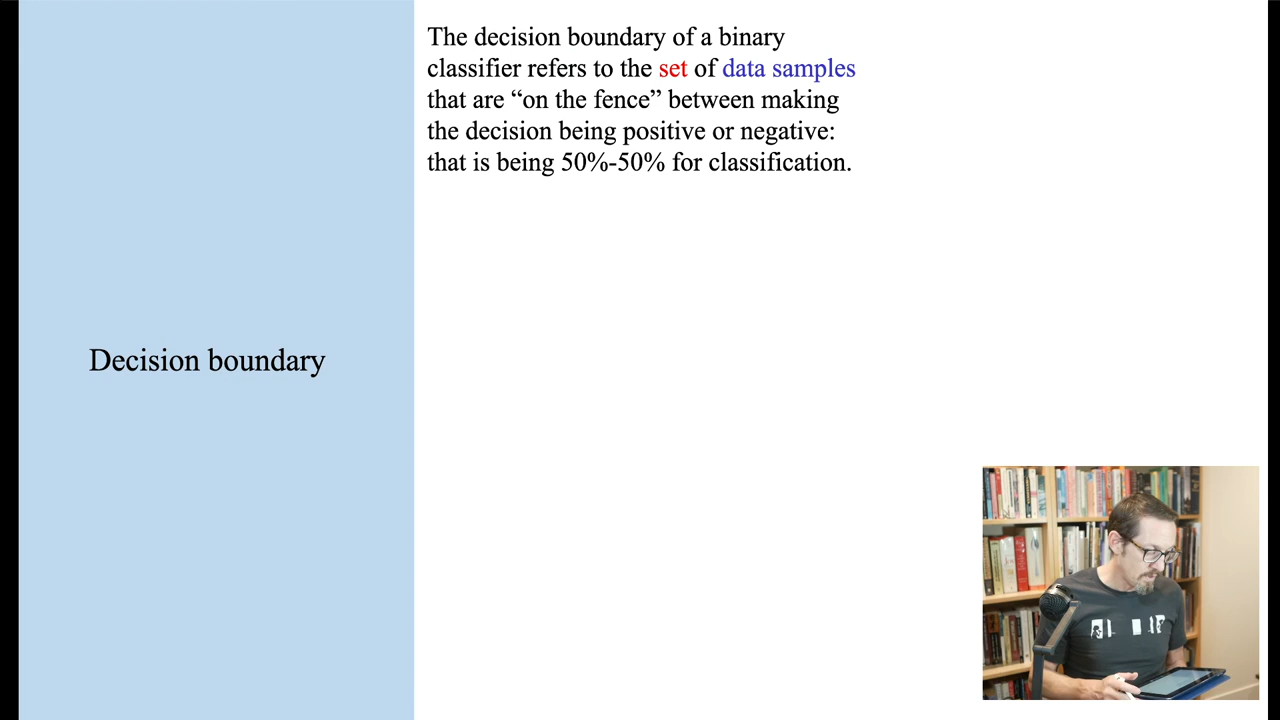 The decision boundary of a binary
classifier refers to the set of data samples
that are “on the fence” between making
the decision being positive or negative:
that is being 50%-50% for classification.
Decision boundary